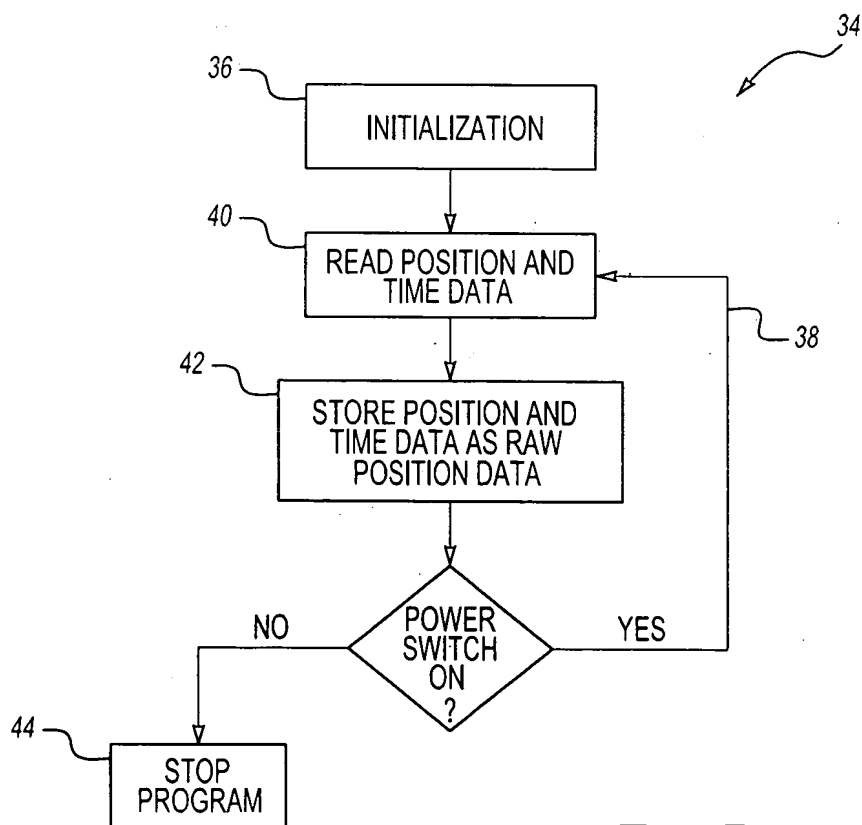 34
36
INITIALIZATION
40
READ POSITION AND
TIME DATA
38
42
STORE POSITION AND
TIME DATA AS RAW
POSITION DATA
NO
POWER
SWITCH
ON
?
YES
44
STOP
PROGRAM